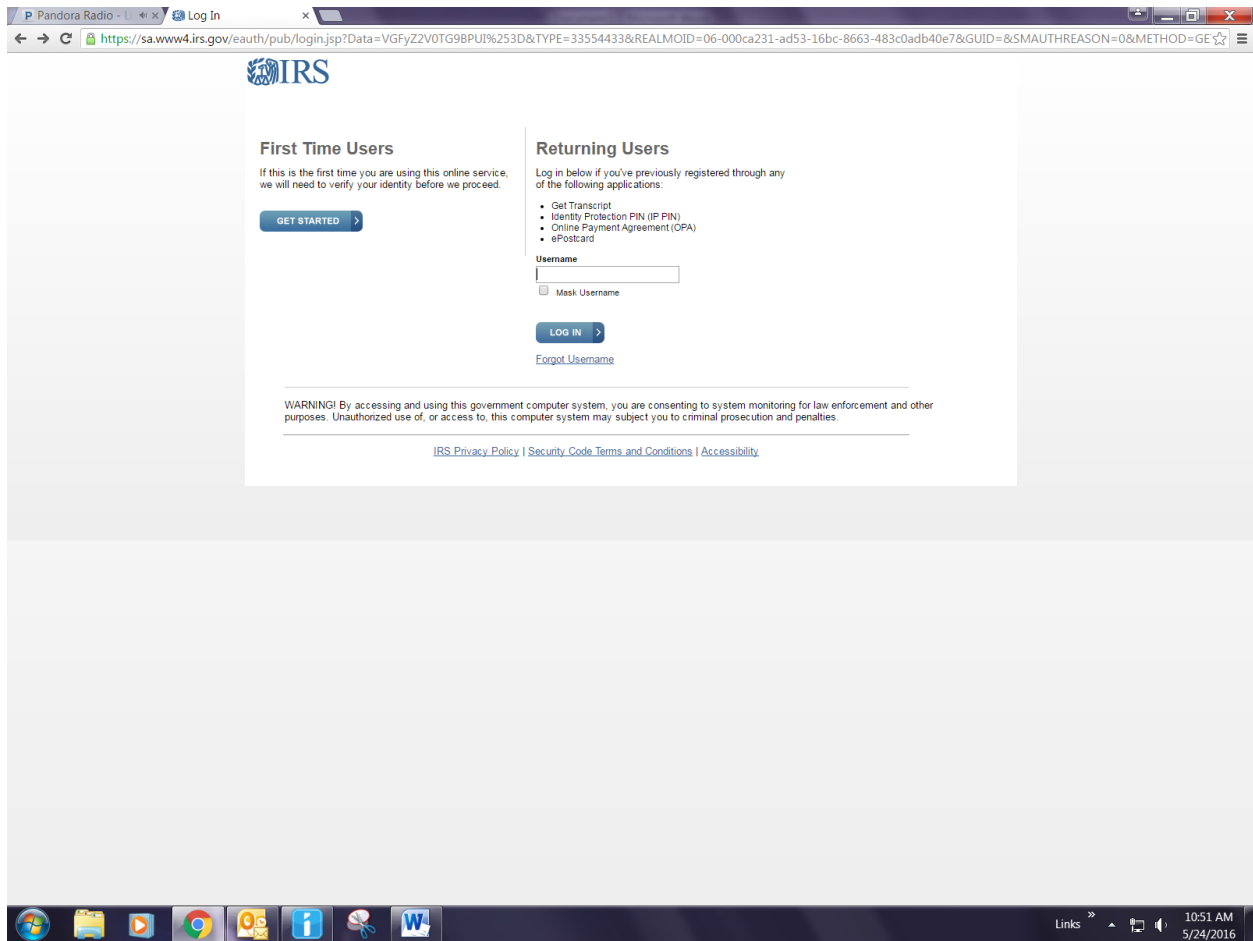 Pandora Radio - Li
Log In
https://sa.www4.irs.gov/eauth/pub/login.jsp?Data=VGFyZ2V0TG9BPUI%253D&TYPE=33554433&REALMOID=06-000ca231-ad53-16bc-8663-483c0adb40e7&GUID=&SMAUTHREASON=0&METHOD=GET
IRS
First Time Users
If this is the first time you are using this online service,
we will need to verify your identity before we proceed.
GET STARTED
Returning Users
Log in below if you've previously registered through any
of the following applications:
• Get Transcript
• Identity Protection PIN (IP PIN)
• Online Payment Agreement (OPA)
• ePostcard
Username
Mask Username
LOG IN
Forgot Username
WARNING! By accessing and using this government computer system, you are consenting to system monitoring for law enforcement and other
purposes. Unauthorized use of, or access to, this computer system may subject you to criminal prosecution and penalties.
IRS Privacy Policy | Security Code Terms and Conditions | Accessibility
Links
10:51 AM
5/24/2016